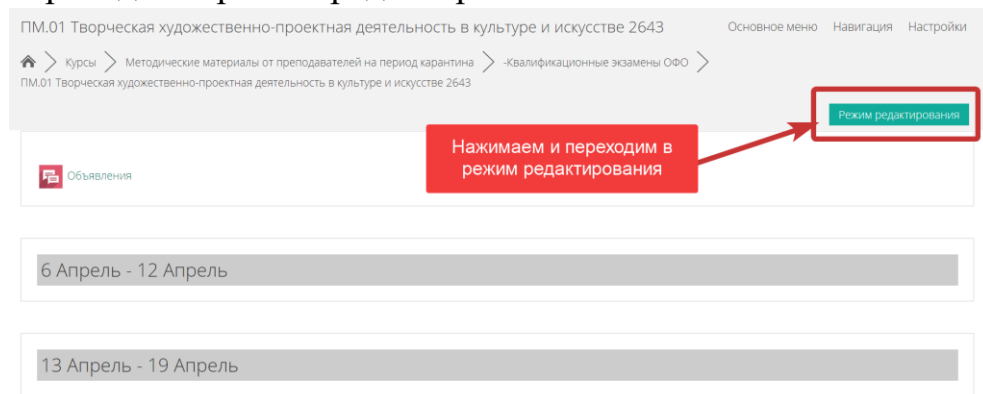 ПМ.01 Творческая художественно-проектная деятельность в культуре и искусстве 2643
Основное меню Навигация Настройки
Курсы Методические материалы от преподавателей на период карантина -Квалификационные экзамены ОФО
ПМ.01 Творческая художественно-проектная деятельность в культуре и искусстве 2643
Режим редактирования
Нажимаем и переходим в
режим редактирования
Объявления
6 Апрель - 12 Апрель
13 Апрель - 19 Апрель